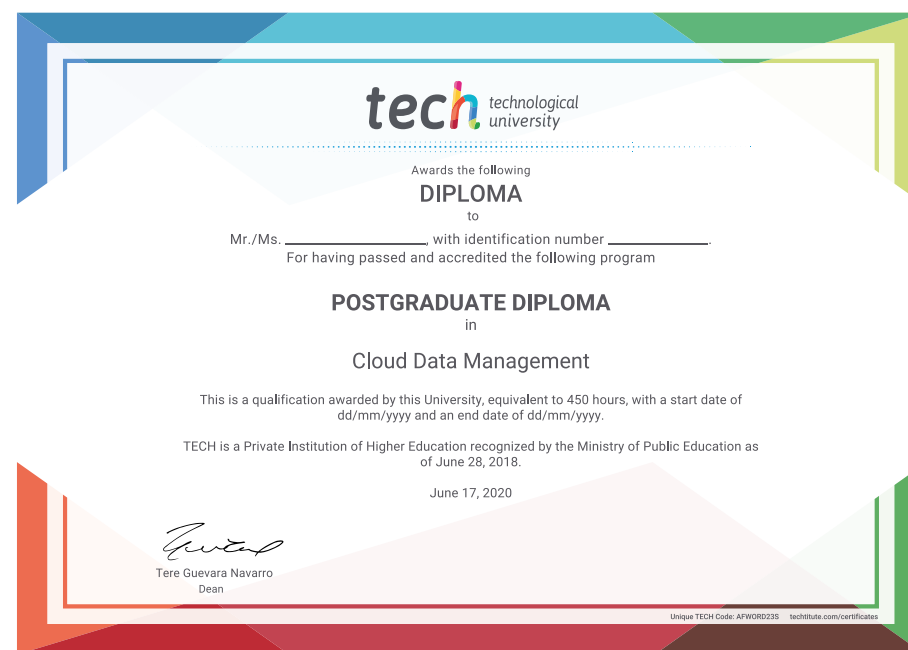 tech technological
university
Awards the following
DIPLOMA
to
Mr./Ms. ____________, with identification number ____________.
For having passed and accredited the following program
POSTGRADUATE DIPLOMA
in
Cloud Data Management
This is a qualification awarded by this University, equivalent to 450 hours, with a start date of
dd/mm/yyyy and an end date of dd/mm/yyyy.
TECH is a Private Institution of Higher Education recognized by the Ministry of Public Education as
of June 28, 2018.
June 17, 2020
Tere Guevara Navarro
Dean
Unique TECH Code: AFWORD23S techtitute.com/certificates